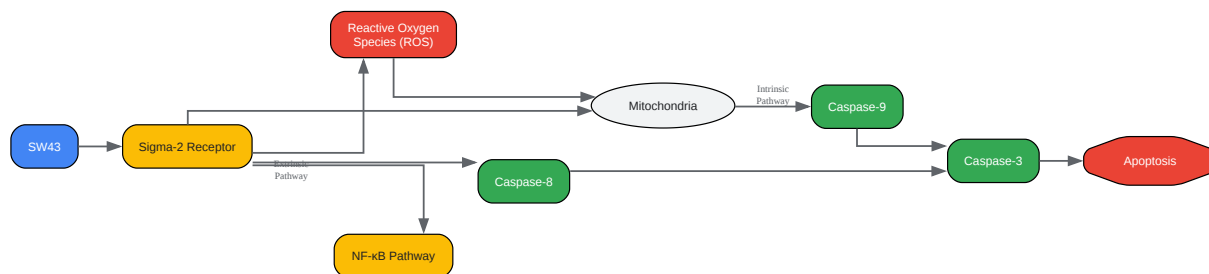 Reactive Oxygen
Species (ROS)
Mitochondria
Intrinsic
Pathway
Caspase-9
SW43
Sigma-2 Receptor
Extrinsic
Pathway
Caspase-8
Caspase-3
Apoptosis
NF-κB Pathway